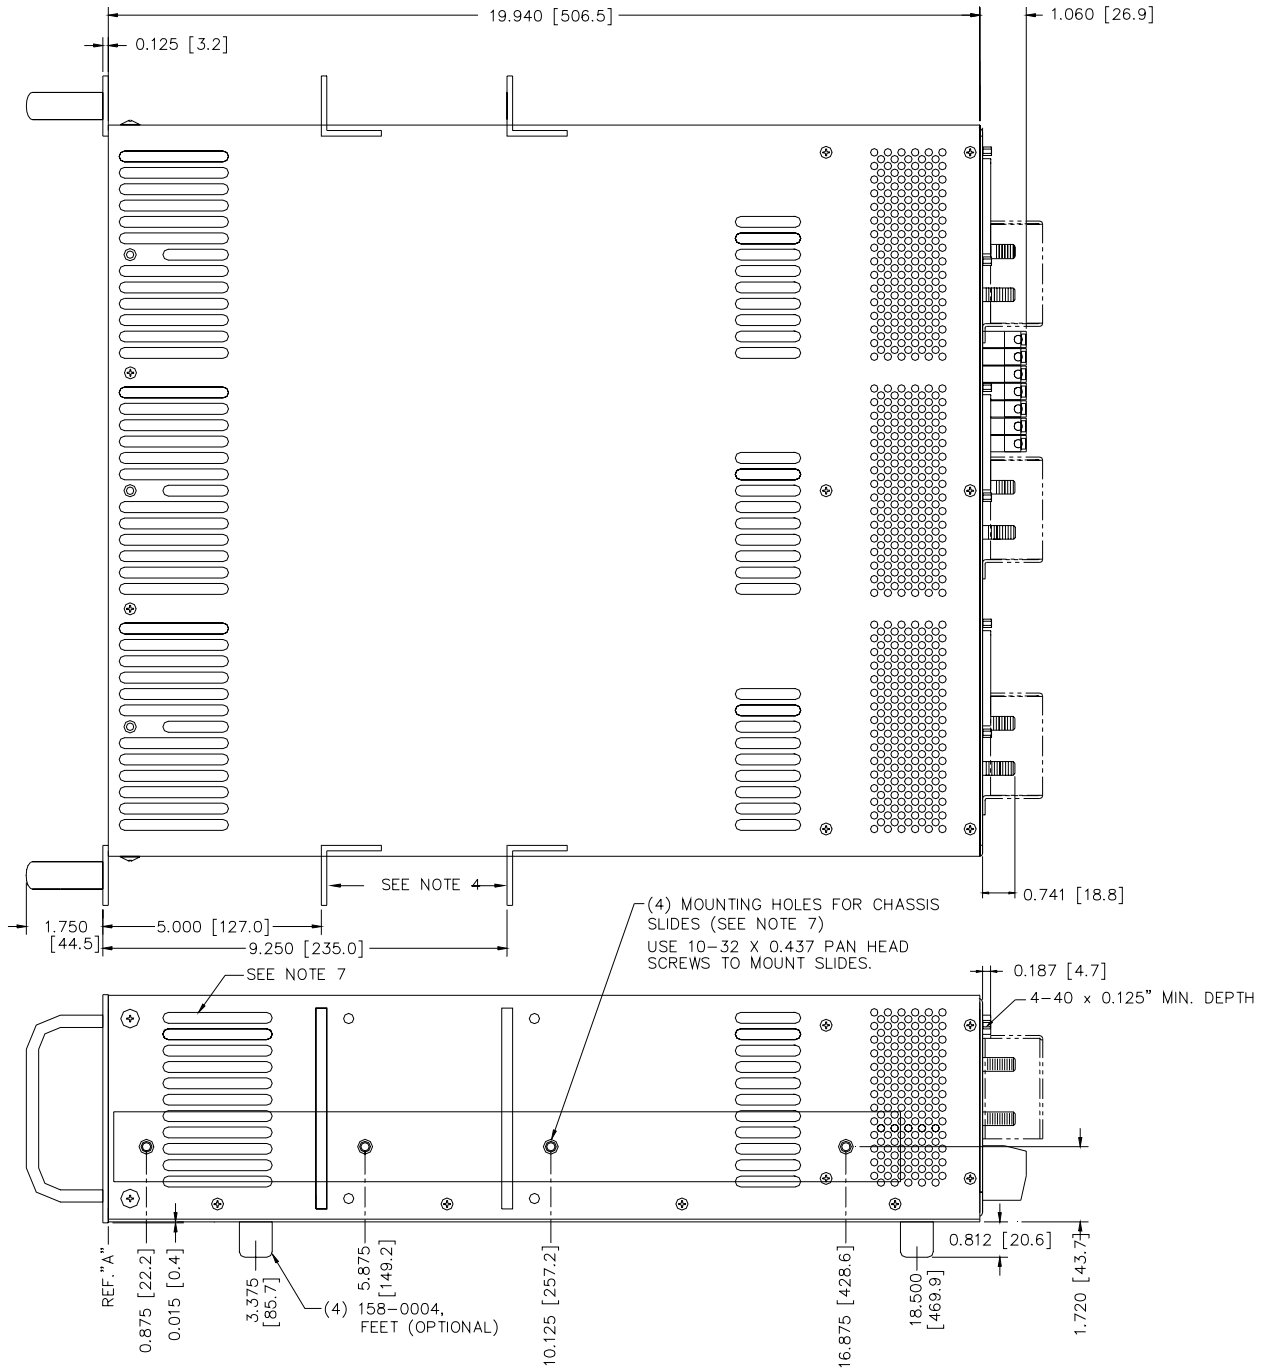 19.940 [506.5]
1.060 [26.9]
0.125 [3.2]
SEE NOTE 4
0.741 [18.8]
1.750
[44.5]
5.000 [127.0]
9.250 [235.0]
(4) MOUNTING HOLES FOR CHASSIS
SLIDES (SEE NOTE 7)
USE 10-32 X 0.437 PAN HEAD
SCREWS TO MOUNT SLIDES.
SEE NOTE 7
0.187 [4.7]
4-40 x 0.125" MIN. DEPTH
REF."A"
0.875 [22.2]
0.015 [0.4]
3.375
[85.7]
(4) 158-0004,
FEET (OPTIONAL)
5.875
[149.2]
10.125 [257.2]
16.875 [428.6]
18.500
[469.9]
0.812 [20.6]
1.720 [43.7]